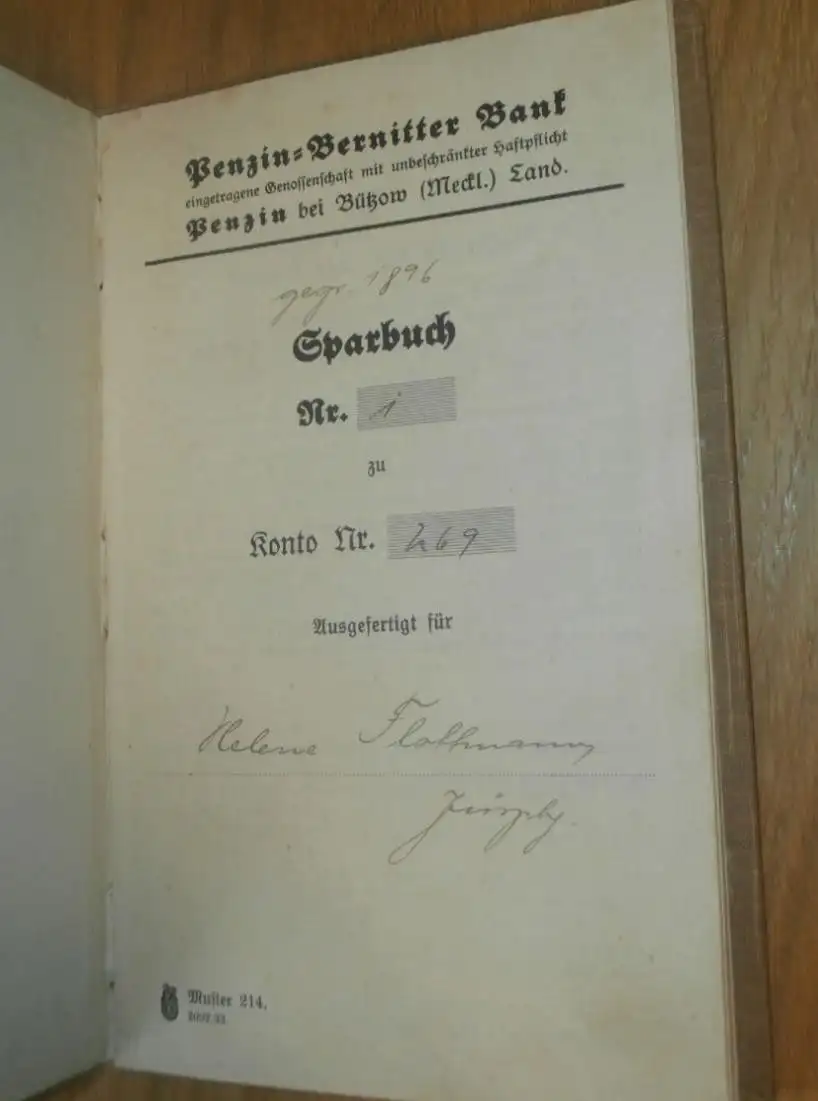 Penzin-Bernitter Bank
eingetragene Genossenschaft mit unbeschränkter Haftpflicht
Penzin bei Bützow (Meckl.) Land.
gegr. 1896
Sparbuch
Nr. 1
zu
Konto Nr. 269
Ausgefertigt für
Helene Flothmann
Muster 214.